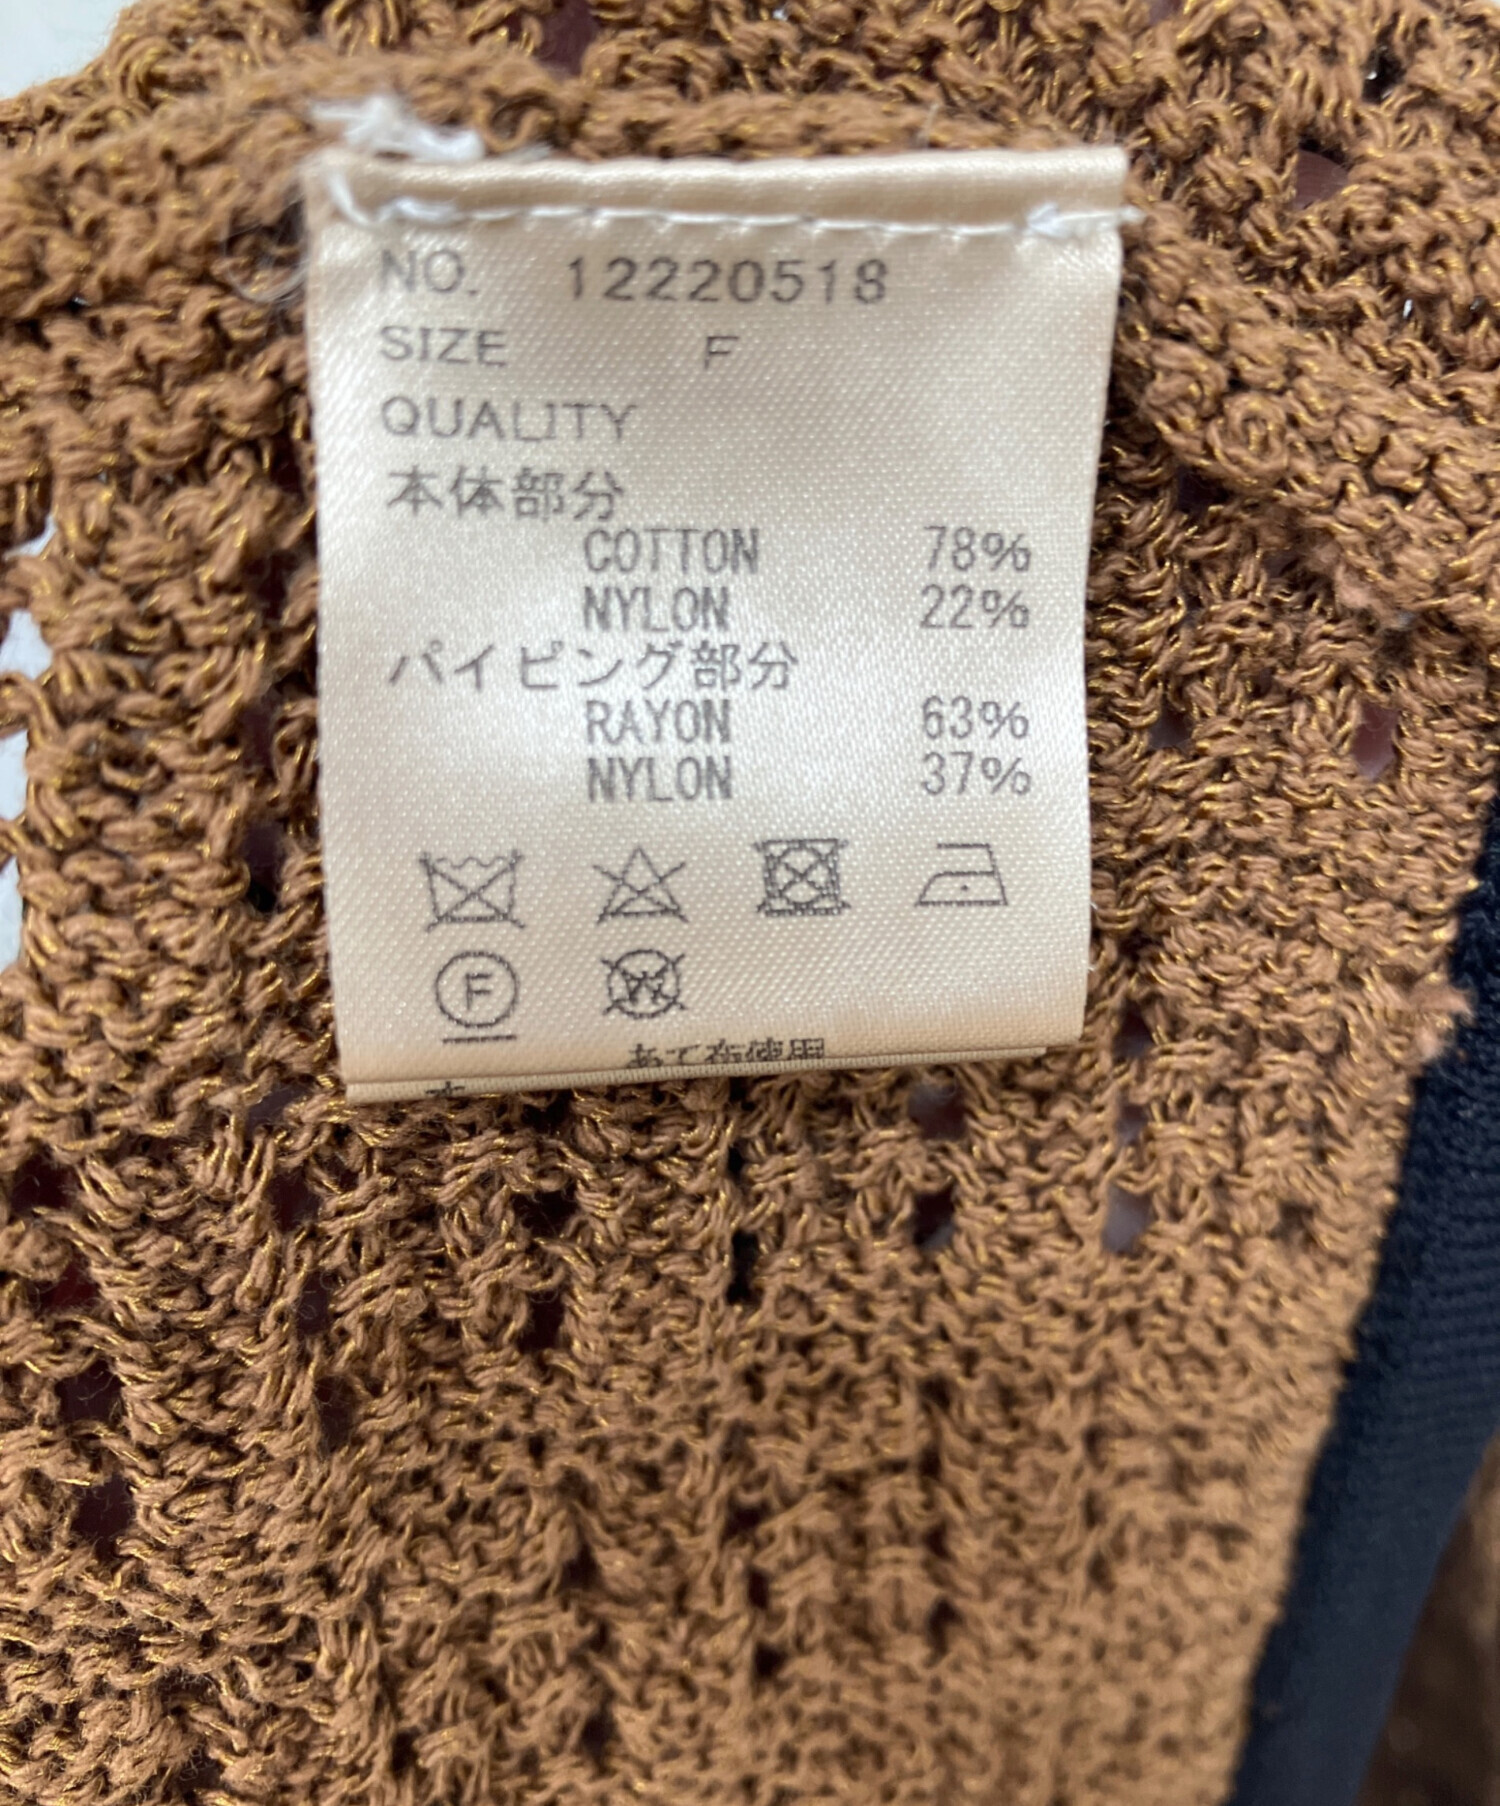 NO. 12220518
SIZE F
QUALITY
本体部分
COTTON 78%
NYLON 22%
パイピング部分
RAYON 63%
NYLON 37%
F
W
あて布使用